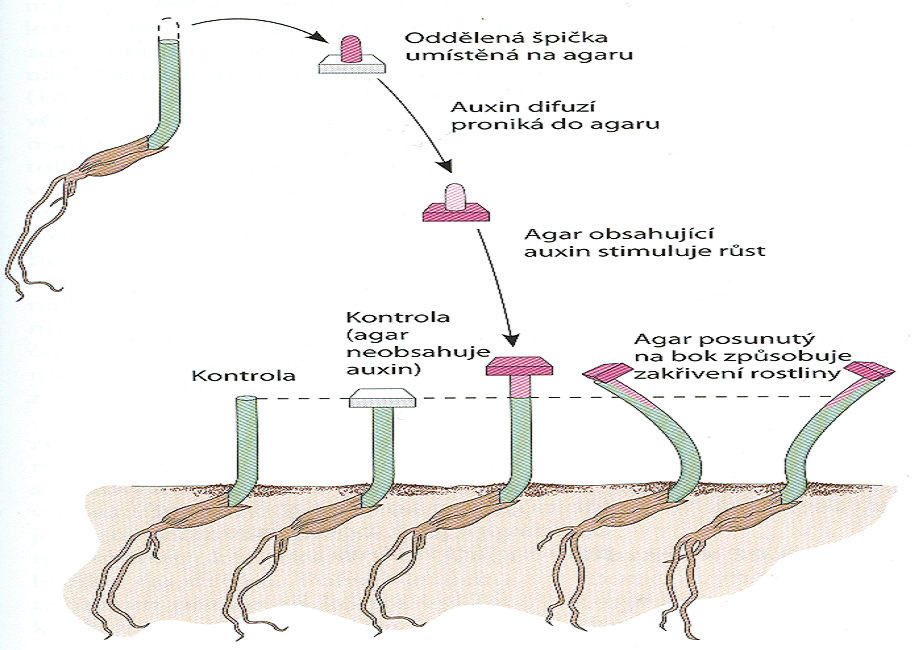 Oddělená špička
umístěná na agaru
Auxin difuzí
proniká do agaru
Agar obsahující
auxin stimuluje růst
Kontrola
Kontrola
(agar
neobsahuje
auxin)
Agar posunutý
na bok způsobuje
zakřivení rostliny